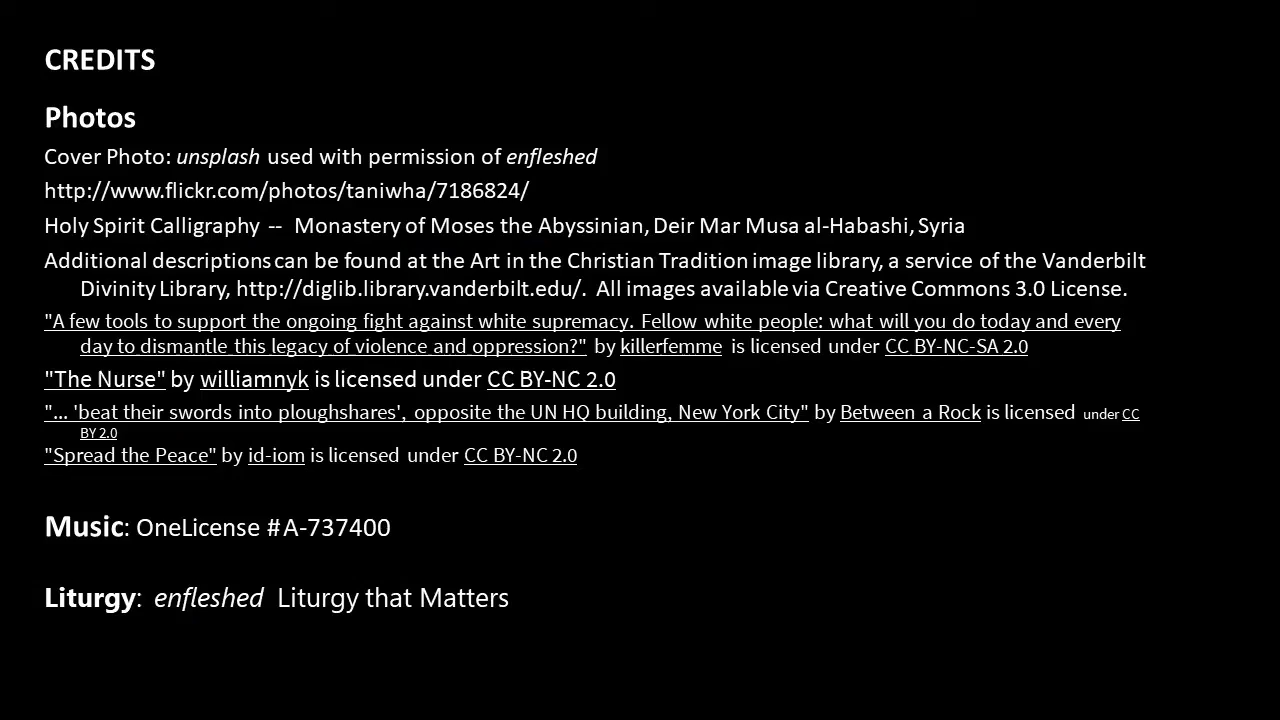 CREDITS
Photos
Cover Photo: unsplash used with permission of enfleshed
http://www.flickr.com/photos/taniwha/7186824/
Holy Spirit Calligraphy -- Monastery of Moses the Abyssinian, Deir Mar Musa al-Habashi, Syria
Additional descriptions can be found at the Art in the Christian Tradition image library, a service of the Vanderbilt
Divinity Library, http://diglib.library.vanderbilt.edu/. All images available via Creative Commons 3.0 License.
"A few tools to support the ongoing fight against white supremacy. Fellow white people: what will you do today and every
day to dismantle this legacy of violence and oppression?" by killerfemme is licensed under CC BY-NC-SA 2.0
"The Nurse" by williamnyk is licensed under CC BY-NC 2.0
"... 'beat their swords into ploughshares', opposite the UN HQ building, New York City" by Between a Rock is licensed under CC
BY 2.0
"Spread the Peace" by id-iom is licensed under CC BY-NC 2.0
Music: OneLicense #A-737400
Liturgy: enfleshed Liturgy that Matters